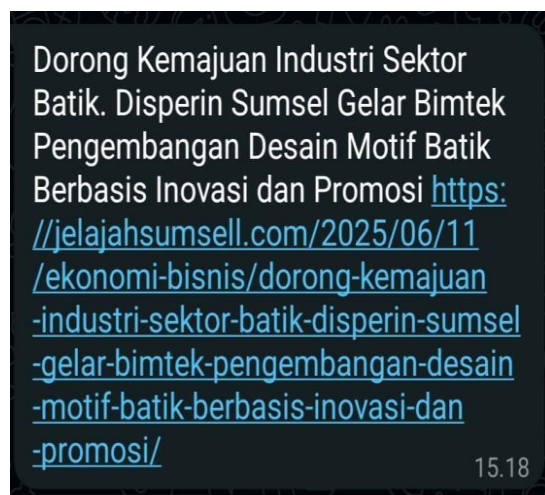 Dorong Kemajuan Industri Sektor
Batik. Disperin Sumsel Gelar Bimtek
Pengembangan Desain Motif Batik
Berbasis Inovasi dan Promosi https:
//jelajahsumsell.com/2025/06/11
/ekonomi-bisnis/dorong-kemajuan
-industri-sektor-batik-disperin-sumsel
-gelar-bimtek-pengembangan-desain
-motif-batik-berbasis-inovasi-dan
-promosi/
15.18